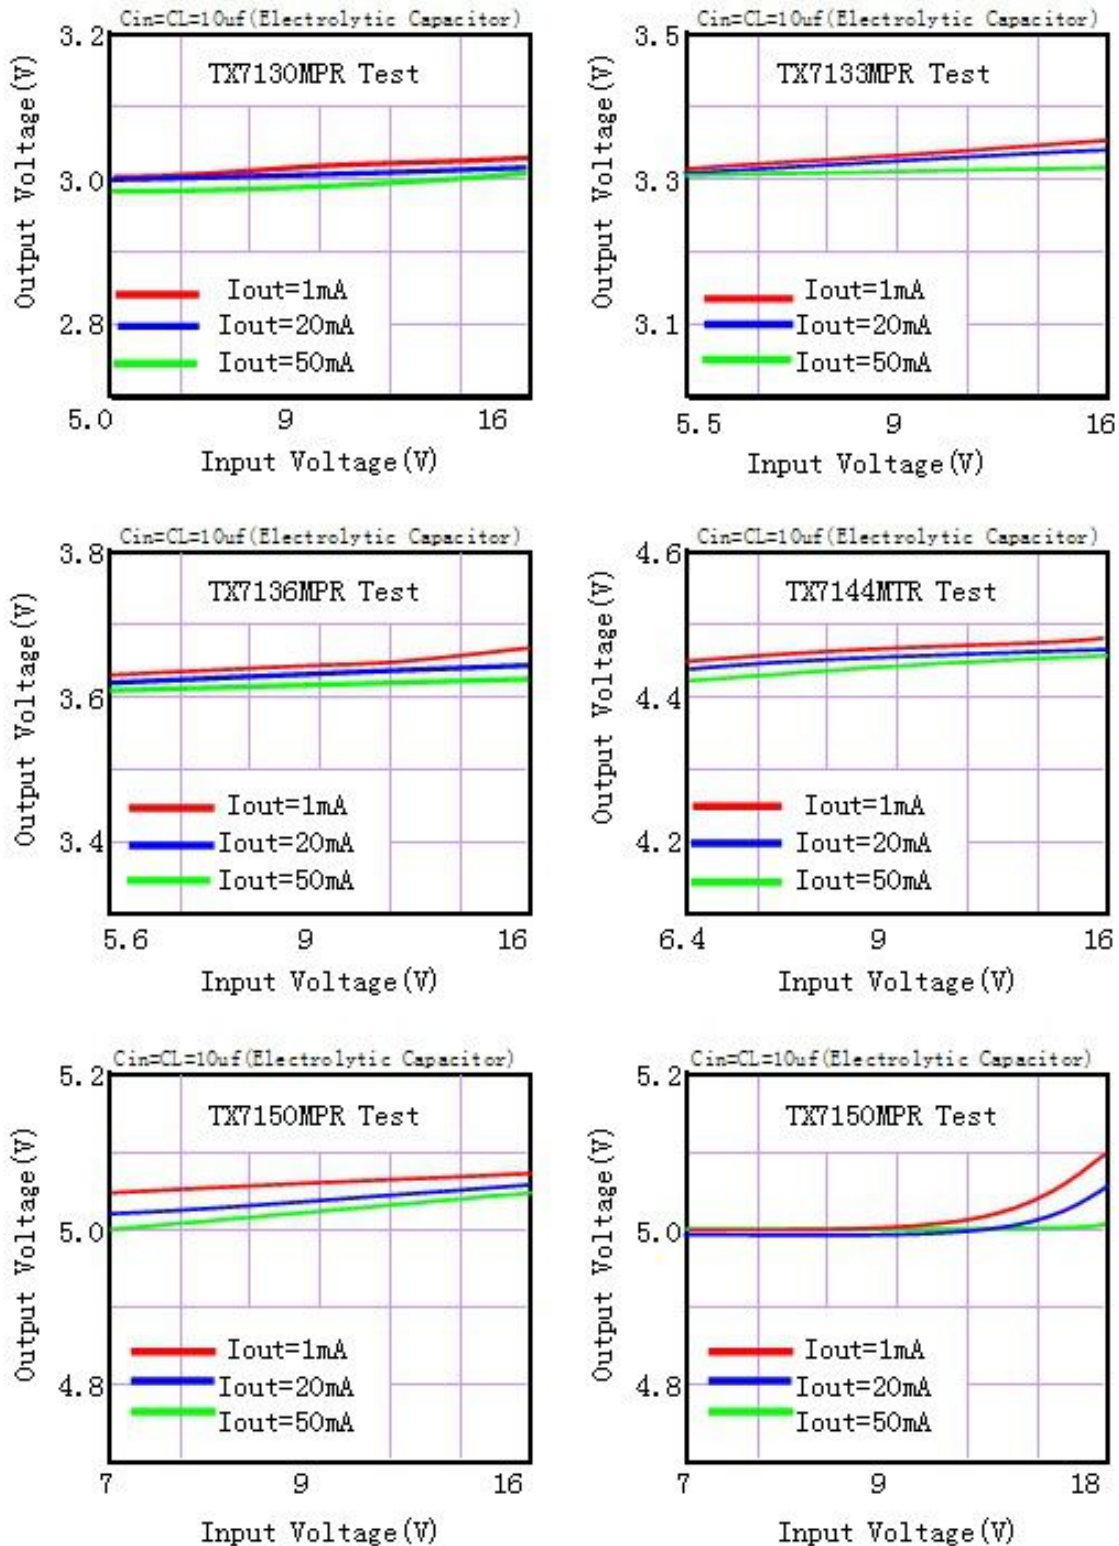 Cin=CL=10uf(Electrolytic Capacitor)
3.2
TX7130MPR Test
3.0
2.8
Output Voltage(V)
Iout=1mA
Iout=20mA
Iout=50mA
5.0 9 16
Input Voltage(V)
Cin=CL=10uf(Electrolytic Capacitor)
3.5
TX7133MPR Test
3.3
3.1
Output Voltage(V)
Iout=1mA
Iout=20mA
Iout=50mA
5.5 9 16
Input Voltage(V)
Cin=CL=10uf(Electrolytic Capacitor)
3.8
TX7136MPR Test
3.6
3.4
Output Voltage(V)
Iout=1mA
Iout=20mA
Iout=50mA
5.6 9 16
Input Voltage(V)
Cin=CL=10uf(Electrolytic Capacitor)
4.6
TX7144MTR Test
4.4
4.2
Output Voltage(V)
Iout=1mA
Iout=20mA
Iout=50mA
6.4 9 16
Input Voltage(V)
Cin=CL=10uf(Electrolytic Capacitor)
5.2
TX7150MPR Test
5.0
4.8
Output Voltage(V)
Iout=1mA
Iout=20mA
Iout=50mA
7 9 16
Input Voltage(V)
Cin=CL=10uf(Electrolytic Capacitor)
5.2
TX7150MPR Test
5.0
4.8
Output Voltage(V)
Iout=1mA
Iout=20mA
Iout=50mA
7 9 18
Input Voltage(V)